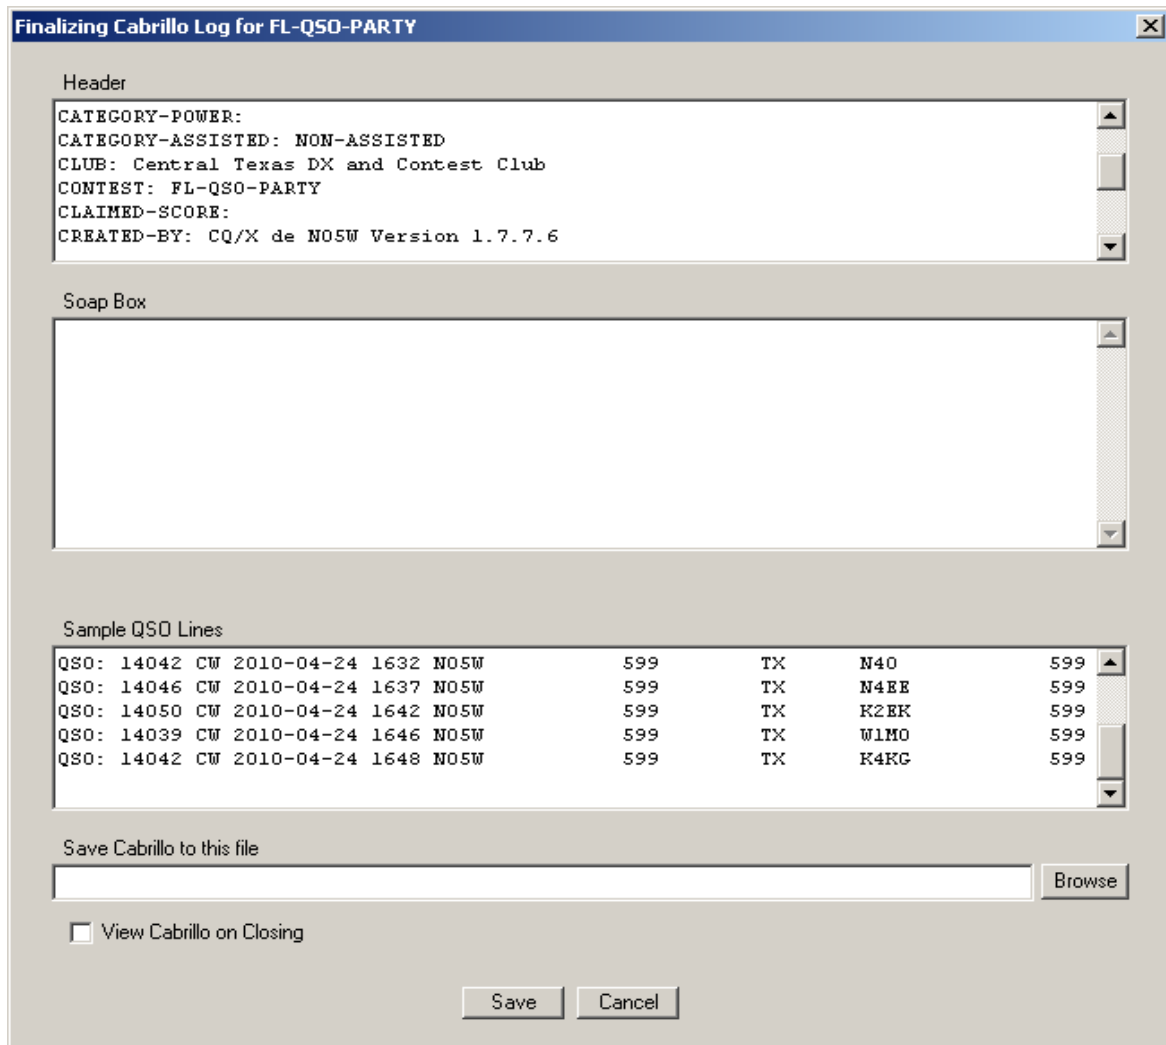 Finalizing Cabrillo Log for FL-QSO-PARTY
Header
CATEGORY-POWER:
CATEGORY-ASSISTED: NON-ASSISTED
CLUB: Central Texas DX and Contest Club
CONTEST: FL-QSO-PARTY
CLAIMED-SCORE:
CREATED-BY: CQ/X de NO5W Version 1.7.7.6
Soap Box
Sample QSO Lines
QSO: 14042 CW 2010-04-24 1632 NO5W 599 TX N4O 599
QSO: 14046 CW 2010-04-24 1637 NO5W 599 TX N4EE 599
QSO: 14050 CW 2010-04-24 1642 NO5W 599 TX K2EK 599
QSO: 14039 CW 2010-04-24 1646 NO5W 599 TX W1MO 599
QSO: 14042 CW 2010-04-24 1648 NO5W 599 TX K4KG 599
Save Cabrillo to this file
Browse
View Cabrillo on Closing
Save Cancel